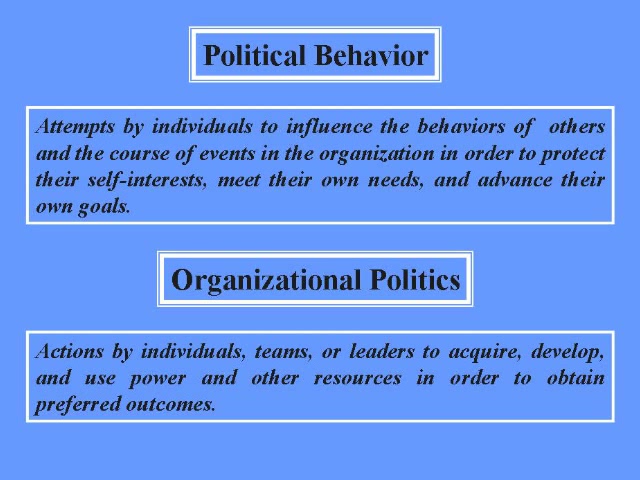 Political Behavior
Attempts by individuals to influence the behaviors of others
and the course of events in the organization in order to protect
their self-interests, meet their own needs, and advance their
own goals.
Organizational Politics
Actions by individuals, teams, or leaders to acquire, develop,
and use power and other resources in order to obtain
preferred outcomes.